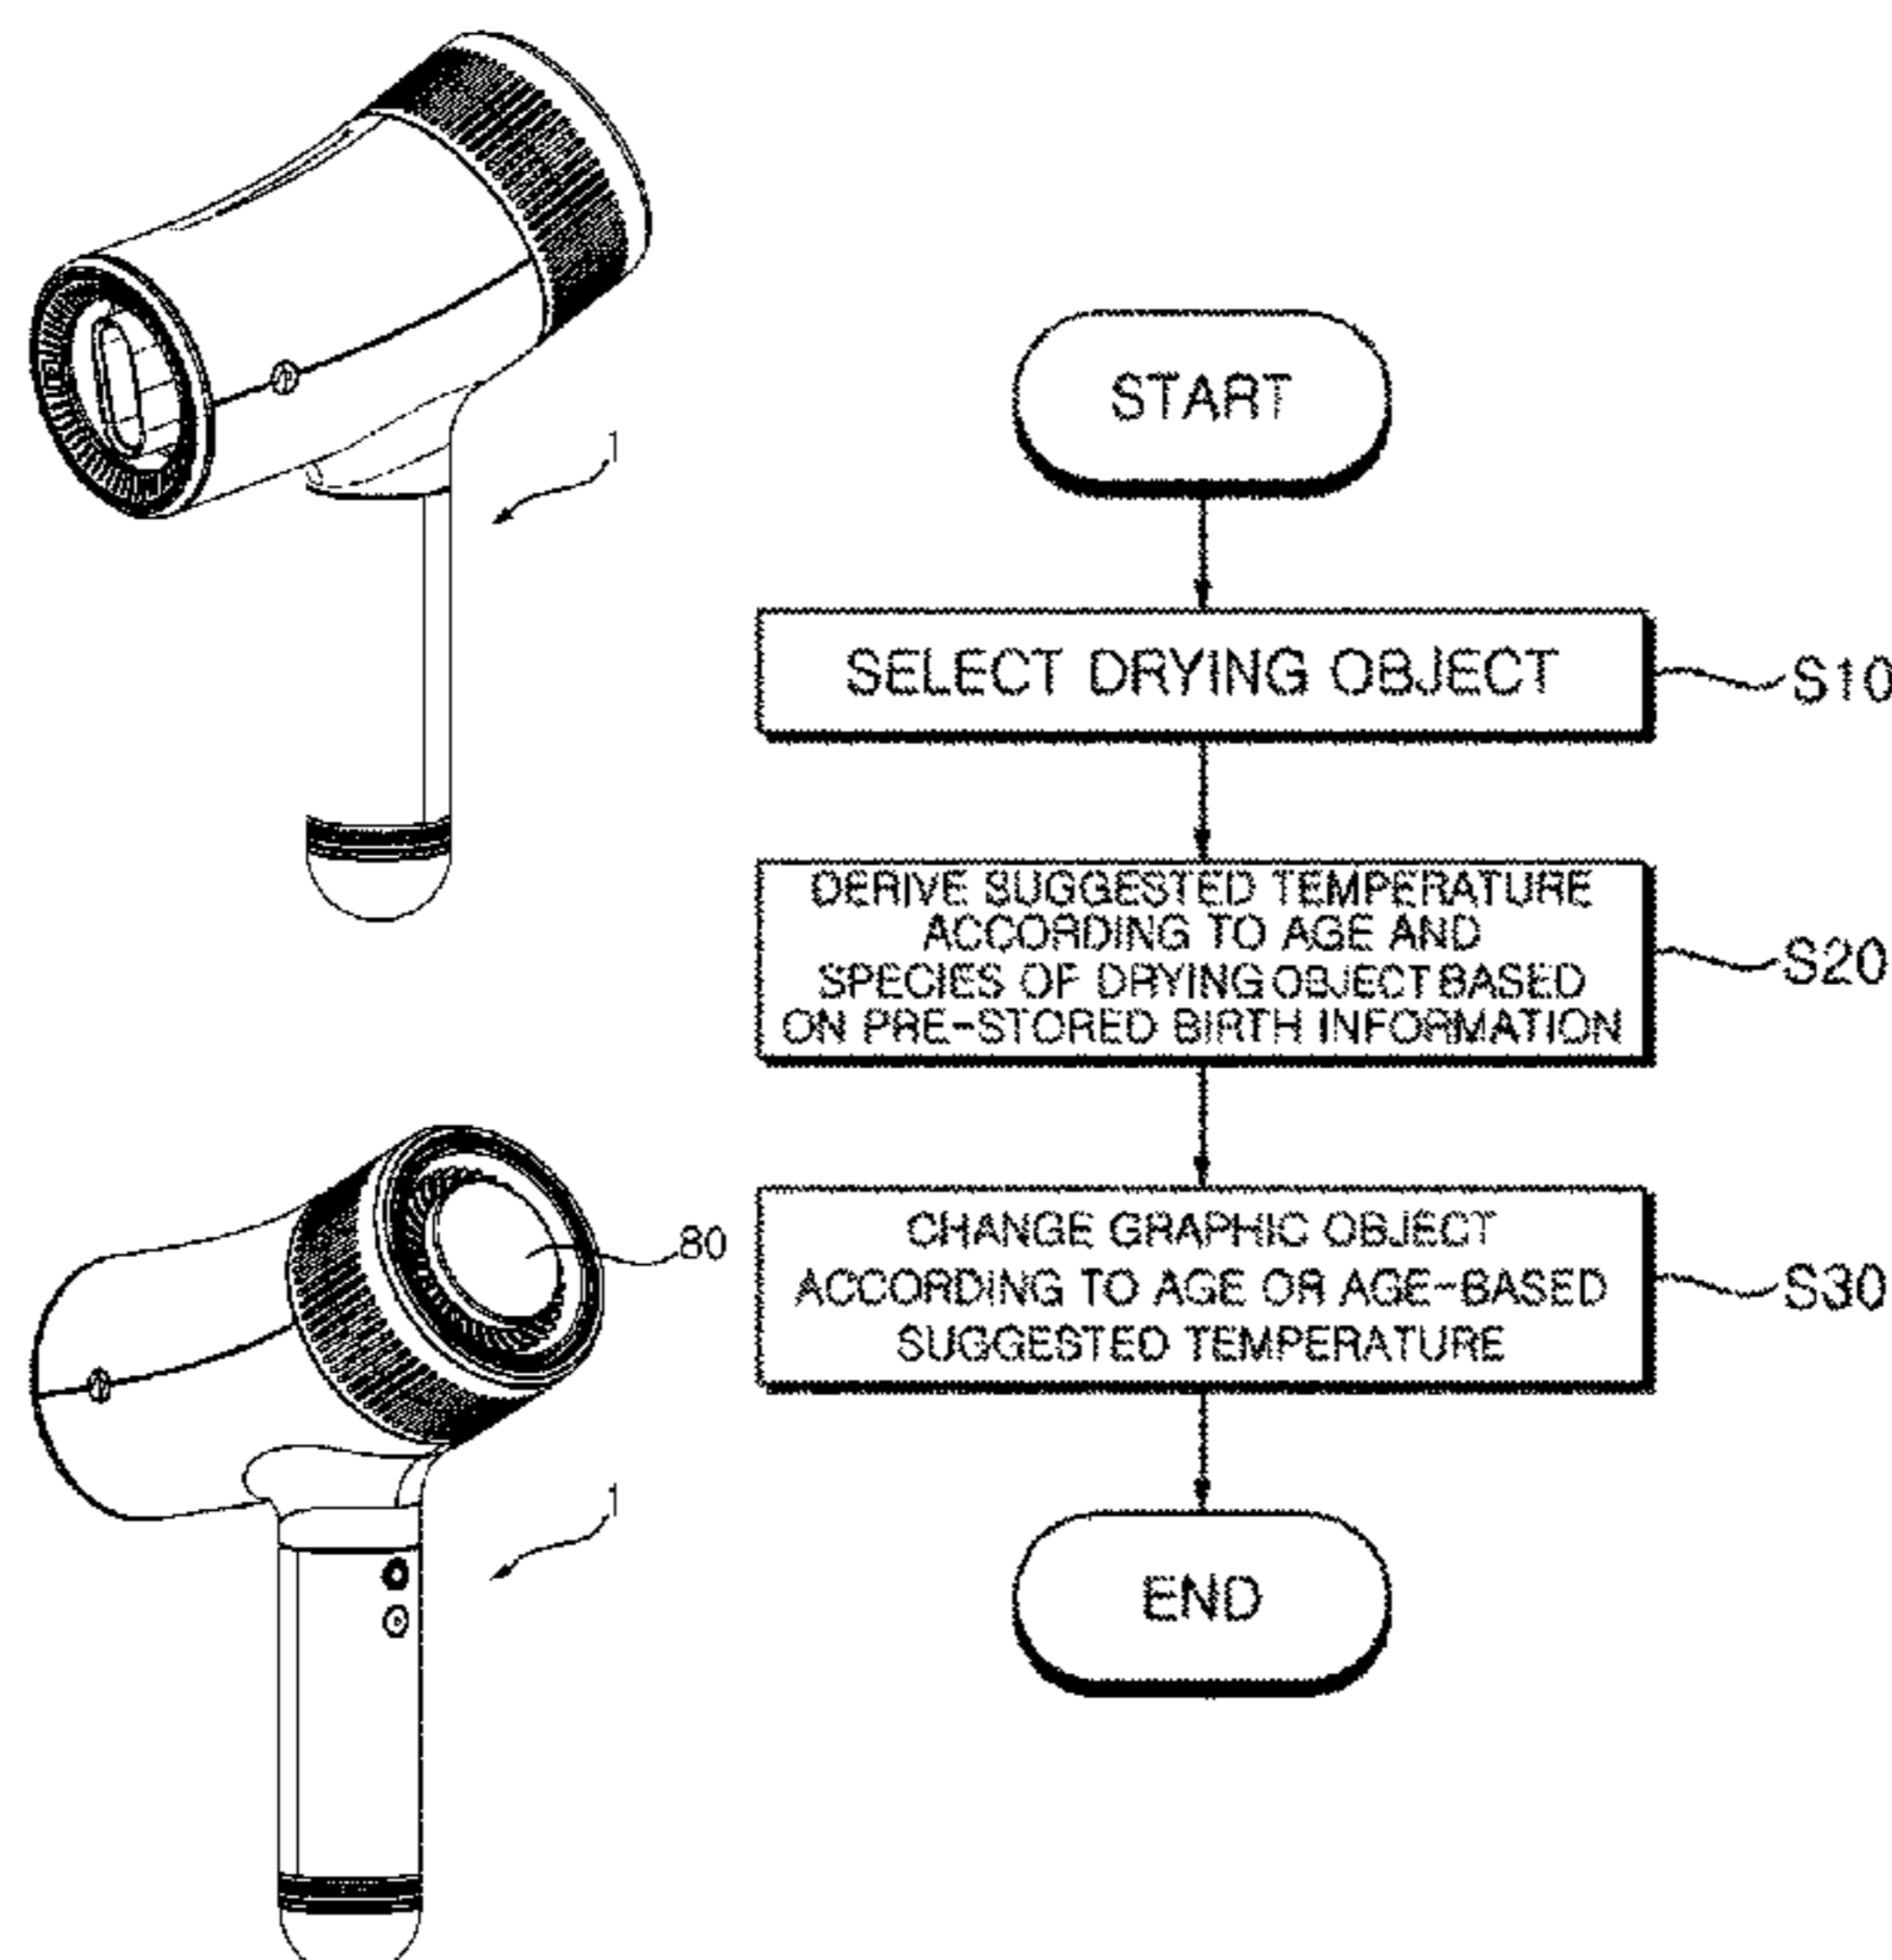 1
START
SELECT DRYING OBJECT
S10
DERIVE SUGGESTED TEMPERATURE
ACCORDING TO AGE AND
SPECIES OF DRYING OBJECT BASED
ON PRE-STORED BIRTH INFORMATION
S20
80
CHANGE GRAPHIC OBJECT
ACCORDING TO AGE OR AGE-BASED
SUGGESTED TEMPERATURE
S30
1
END